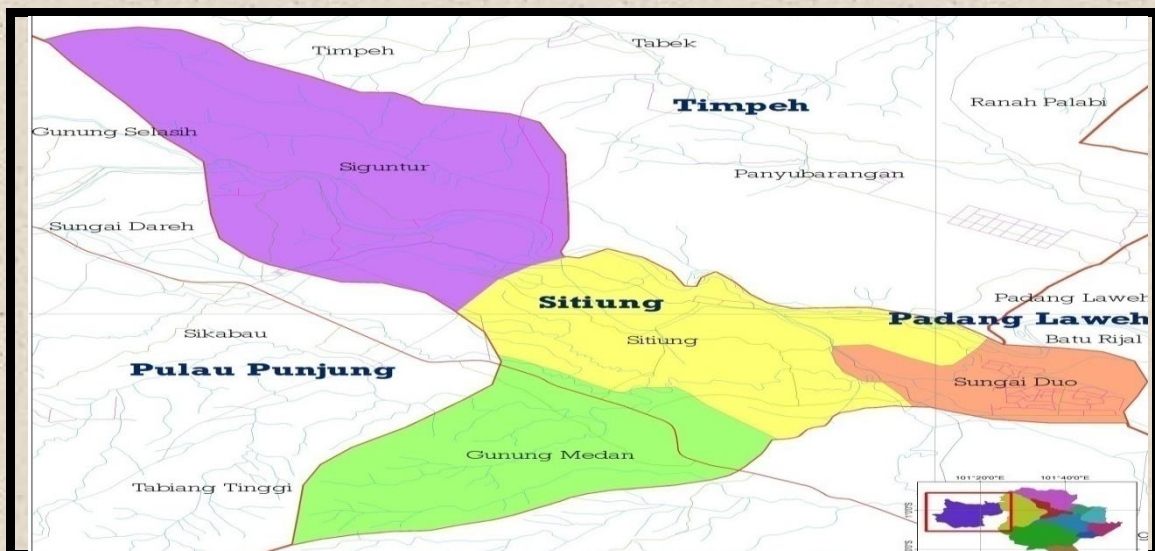 Timpeh
Tabek
Timpeh
Ranah Palabi
Gunung Selasih
Siguntur
Panyubarangan
Sungai Dareh
Sitiung
Padang Laweh
Padang Laweh
Sikabau
Sitiung
Batu Rijal
Pulau Punjung
Sungai Duo
Gunung Medan
Tabiang Tinggi
101°20'0"E 101°40'0"E